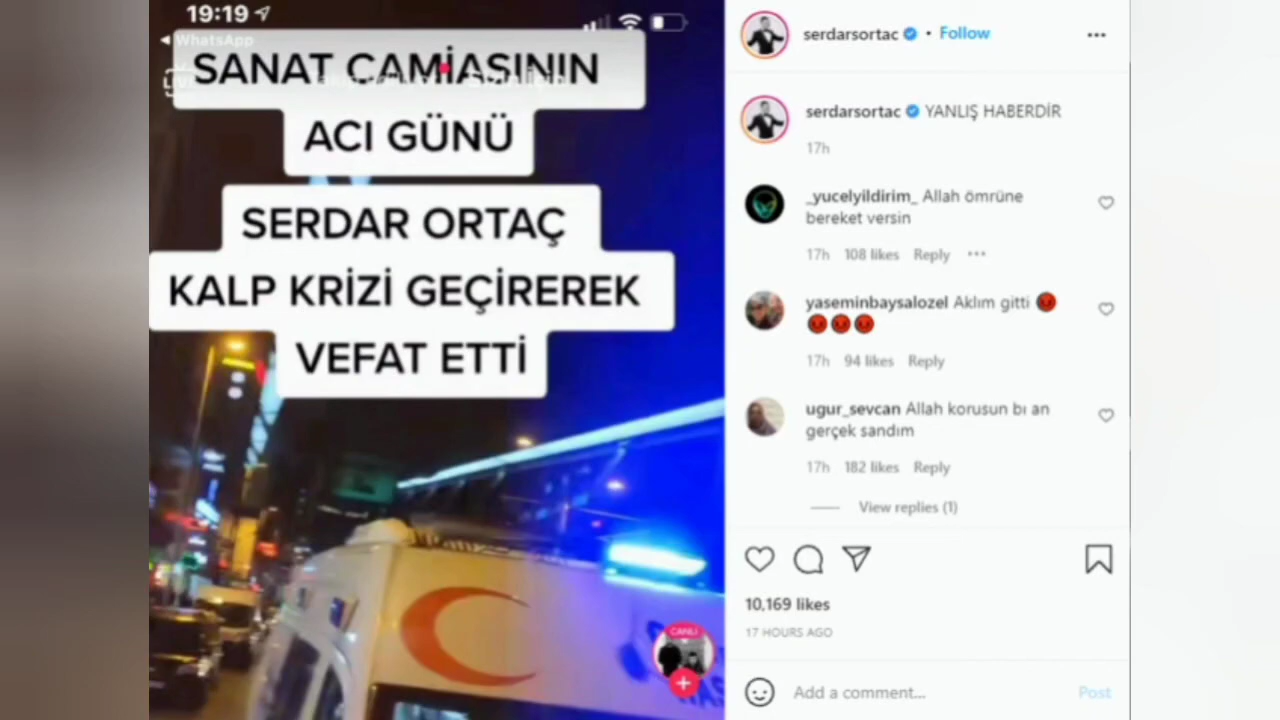 19:19
WhatsApp
SANAT CAMİASININ
ACI GÜNÜ
SERDAR ORTAÇ
KALP KRİZİ GEÇİREREK
VEFAT ETTİ
CANLI
serdarsortac • Follow
serdarsortac YANLIŞ HABERDİR
17h
_yucelyildirim_ Allah ömrüne
bereket versin
17h 108 likes Reply
yaseminbaysalozel Aklım gitti
17h 94 likes Reply
ugur_sevcan Allah korusun bı an
gerçek sandım
17h 182 likes Reply
View replies (1)
10,169 likes
17 HOURS AGO
Add a comment... Post